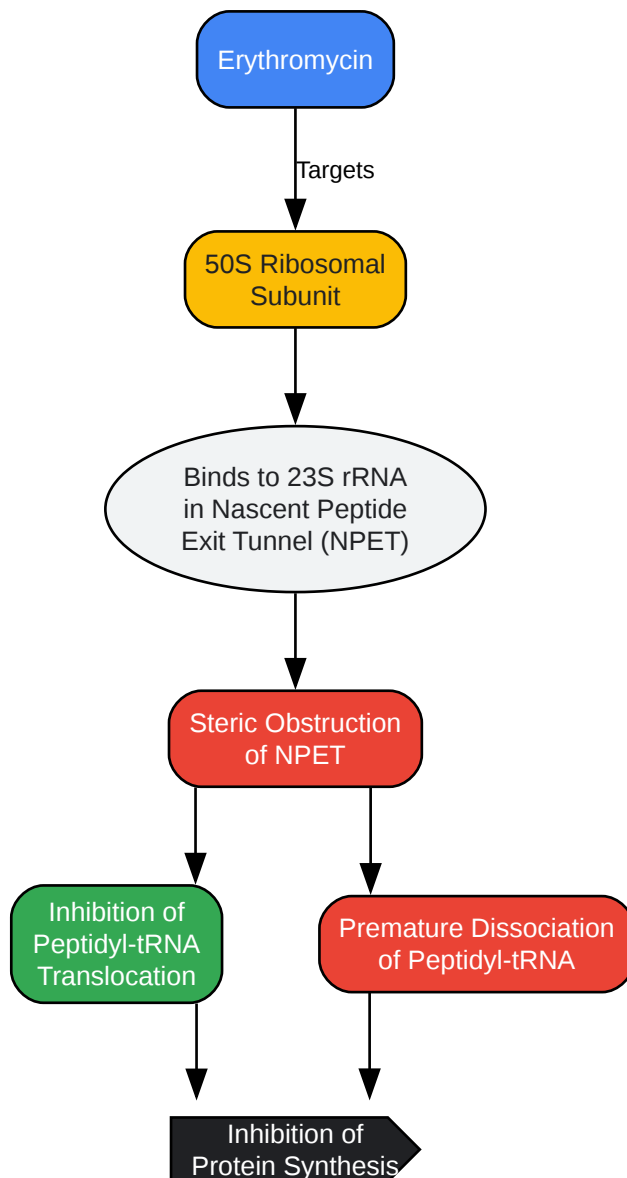 Erythromycin
Targets
50S Ribosomal
Subunit
Binds to 23S rRNA
in Nascent Peptide
Exit Tunnel (NPET)
Steric Obstruction
of NPET
Inhibition of
Peptidyl-tRNA
Translocation
Premature Dissociation
of Peptidyl-tRNA
Inhibition of
Protein Synthesis